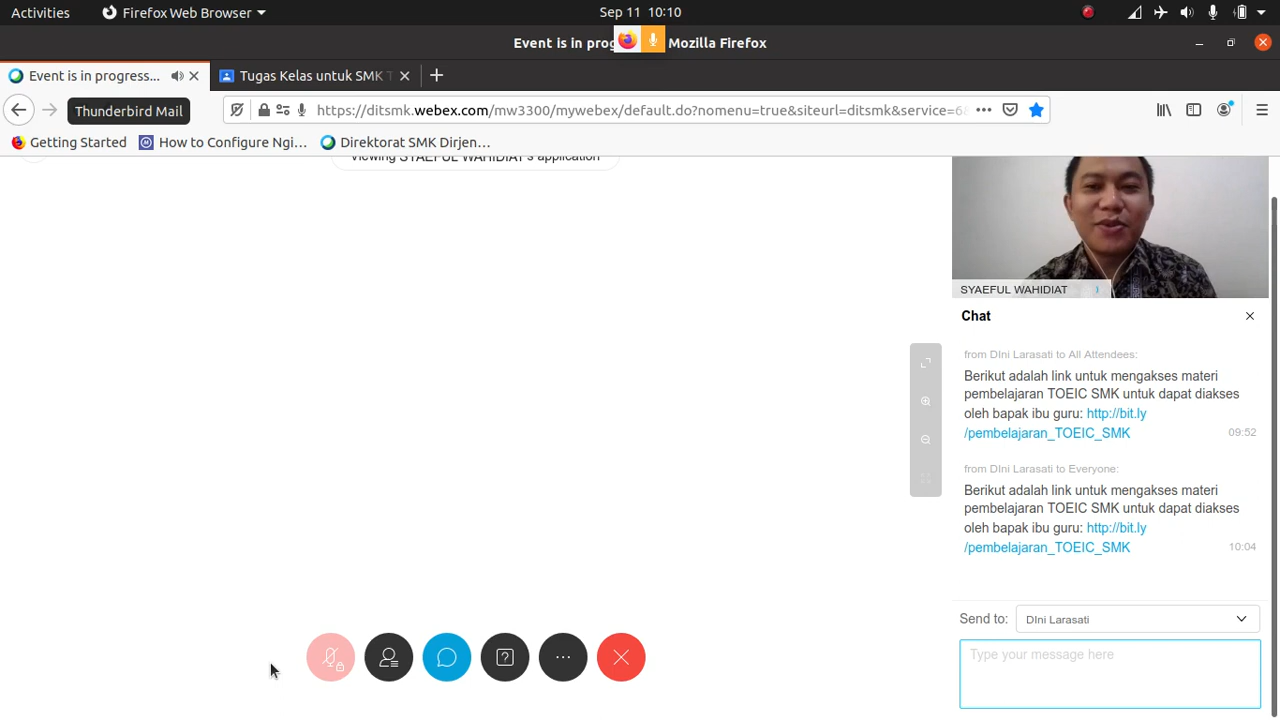 Activities
Firefox Web Browser
Sep 11 10:10
Event is in prog
Mozilla Firefox
Event is in progress...
Tugas Kelas untuk SMK T
Thunderbird Mail
https://ditsmk.webex.com/mw3300/mywebex/default.do?nomenu=true&siteurl=ditsmk&service=6
Getting Started
How to Configure Ngi...
Direktorat SMK Dirjen...
Viewing SYAEFUL WAHIDIAT's application
SYAEFUL WAHIDIAT
Chat
from DIni Larasati to All Attendees:
Berikut adalah link untuk mengakses materi
pembelajaran TOEIC SMK untuk dapat diakses
oleh bapak ibu guru: http://bit.ly
/pembelajaran_TOEIC_SMK
09:52
from DIni Larasati to Everyone:
Berikut adalah link untuk mengakses materi
pembelajaran TOEIC SMK untuk dapat diakses
oleh bapak ibu guru: http://bit.ly
/pembelajaran_TOEIC_SMK
10:04
Send to:
DIni Larasati
Type your message here